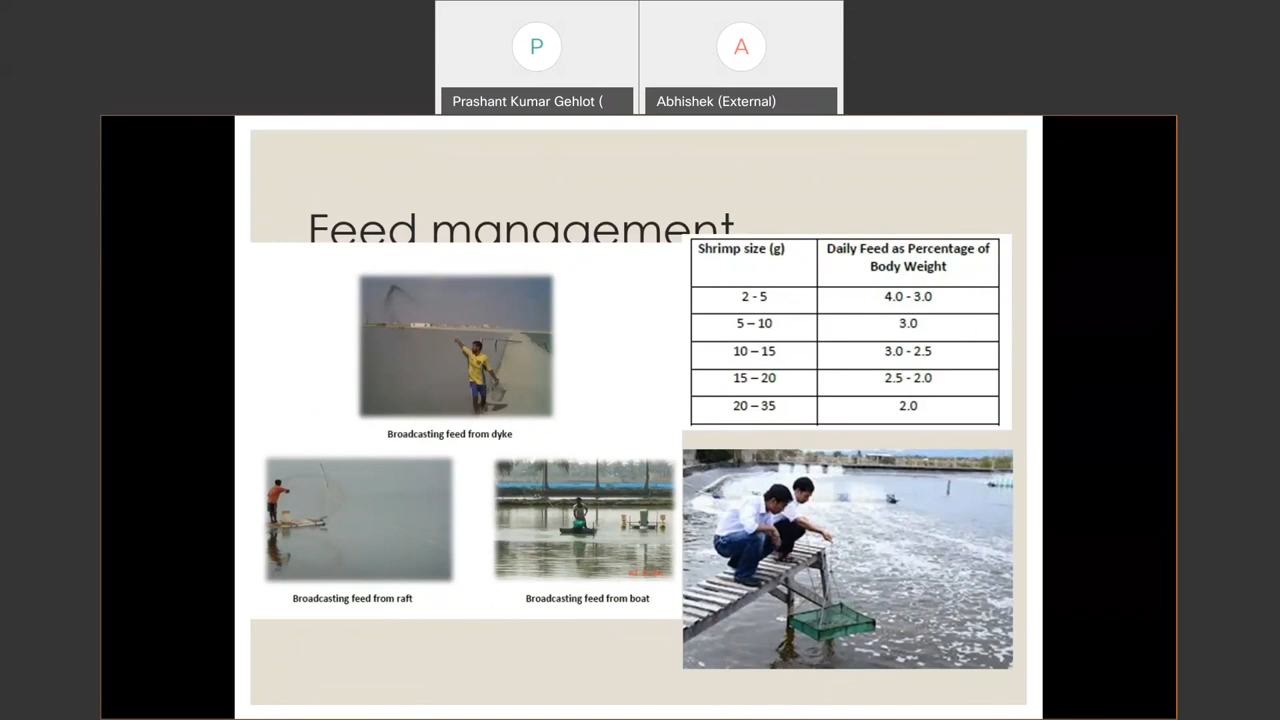 P
A
Prashant Kumar Gehlot (
Abhishek (External)
Feed management
Shrimp size (g)
Daily Feed as Percentage of
Body Weight
2 - 5
4.0 - 3.0
5 – 10
3.0
10 – 15
3.0 - 2.5
15 – 20
2.5 - 2.0
20 – 35
2.0
Broadcasting feed from dyke
Broadcasting feed from raft
Broadcasting feed from boat